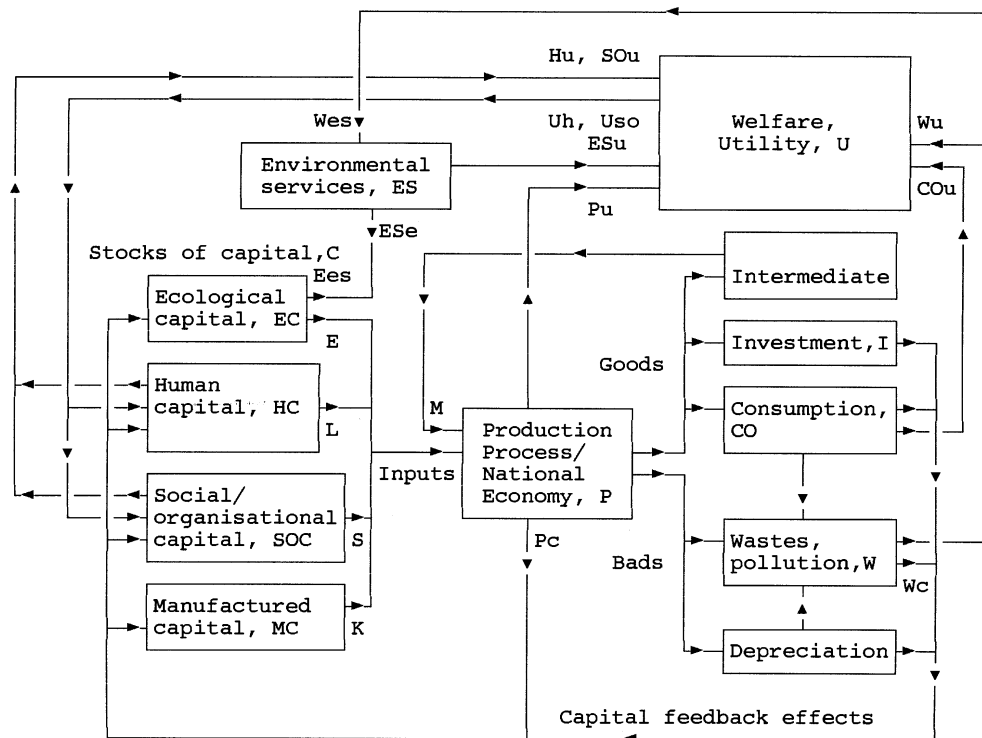 Hu, SOu
Wes
Uh, Uso
ESu
Welfare,
Utility, U
Wu
COu
Environmental
services, ES
Pu
ESe
Stocks of capital,C
Ees
Ecological
capital, EC
E
Intermediate
Investment,I
Goods
Human
capital, HC
L
M
Consumption,
CO
Production
Process/
National
Economy, P
Inputs
Social/
organisational
capital, SOC
S
Pc
Bads
Wastes,
pollution,W
Wc
Manufactured
capital, MC
K
Depreciation
Capital feedback effects